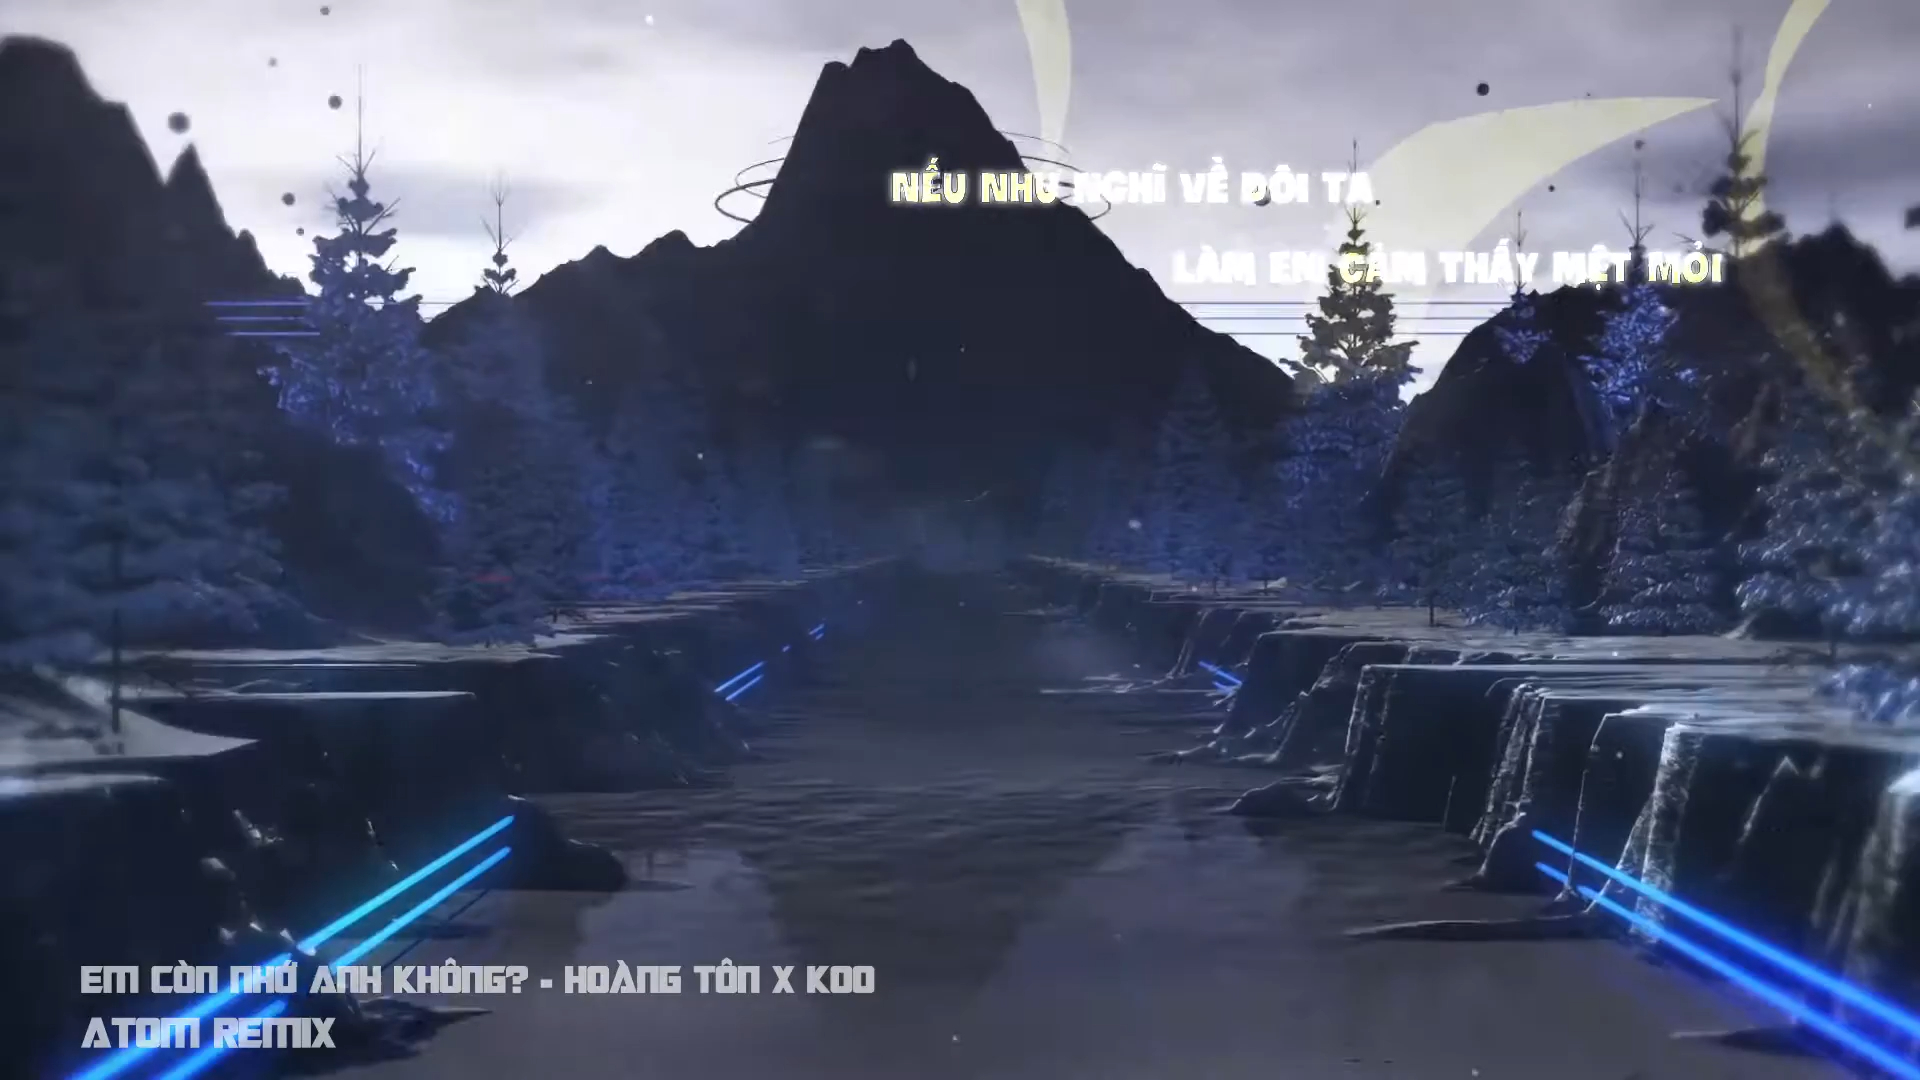 NẾU NHƯ NGHĨ VỀ ĐÔI TA
LÀM EM CẢM THẤY MỆT MỎI
EM CÒN NHỚ ANH KHÔNG? - HOÀNG TÔN X KOO
ATOM REMIX